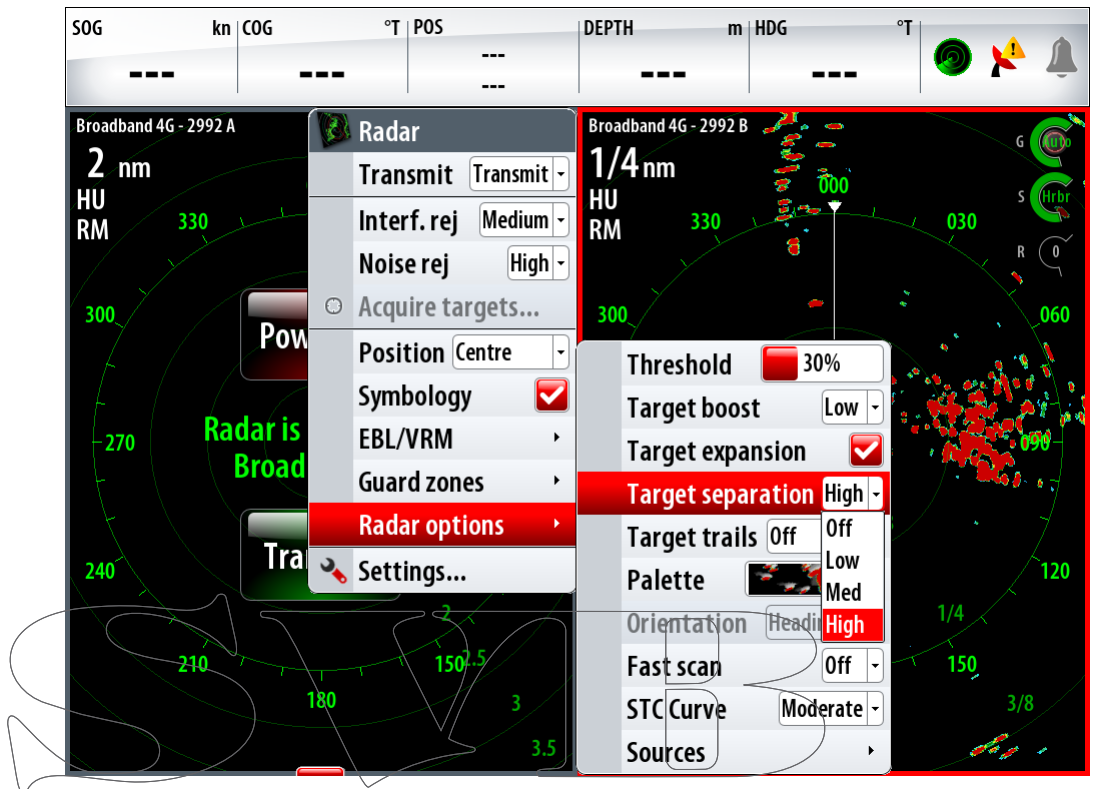 SOG kn COG °T POS DEPTH m HDG °T
--- --- --- --- ---
---
Broadband 4G - 2992 A
2 nm
HU
RM
330
300
270
240
210
180
150
2
2.5
3
3.5
Pow
Radar is
Broad
Tra
Radar
Transmit Transmit
Interf. rej Medium
Noise rej High
Acquire targets...
Position Centre
Symbology
EBL/VRM
Guard zones
Radar options
Settings...
Broadband 4G - 2992 B
1/4 nm
HU
RM
G Auto
S Hrbr
R 0
000
330
030
300
060
090
120
150
1/4
3/8
Threshold 30%
Target boost Low
Target expansion
Target separation High
Off
Low
Med
High
Target trails Off
Palette
Orientation Headi
Fast scan Off
STC Curve Moderate
Sources
SYB